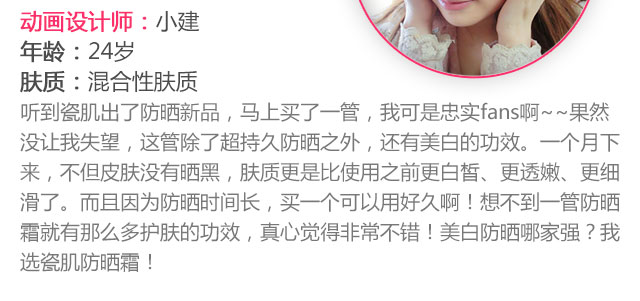 动画设计师：小建
年龄：24岁
肤质：混合性肤质
听到瓷肌出了防晒新品，马上买了一管，我可是忠实fans啊~~果然
没让我失望，这管除了超持久防晒之外，还有美白的功效。一个月下
来，不但皮肤没有晒黑，肤质更是比使用之前更白皙、更透嫩、更细
滑了。而且因为防晒时间长，买一个可以用好久啊！想不到一管防晒
霜就有那么多护肤的功效，真心觉得非常不错！美白防晒哪家强？我
选瓷肌防晒霜！